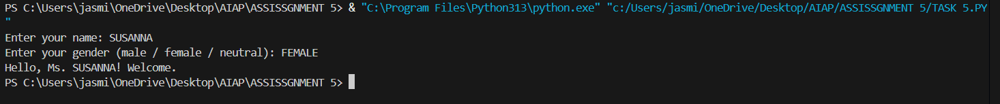 PS C:\Users\jasmi\OneDrive\Desktop\AIAP\ASSISSGNMENT 5> & "C:\Program Files\Python313\python.exe" "c:/Users/jasmi/OneDrive/Desktop/AIAP/ASSISSGNMENT 5/TASK 5.PY
"
Enter your name: SUSANNA
Enter your gender (male / female / neutral): FEMALE
Hello, Ms. SUSANNA! Welcome.
PS C:\Users\jasmi\OneDrive\Desktop\AIAP\ASSISSGNMENT 5>